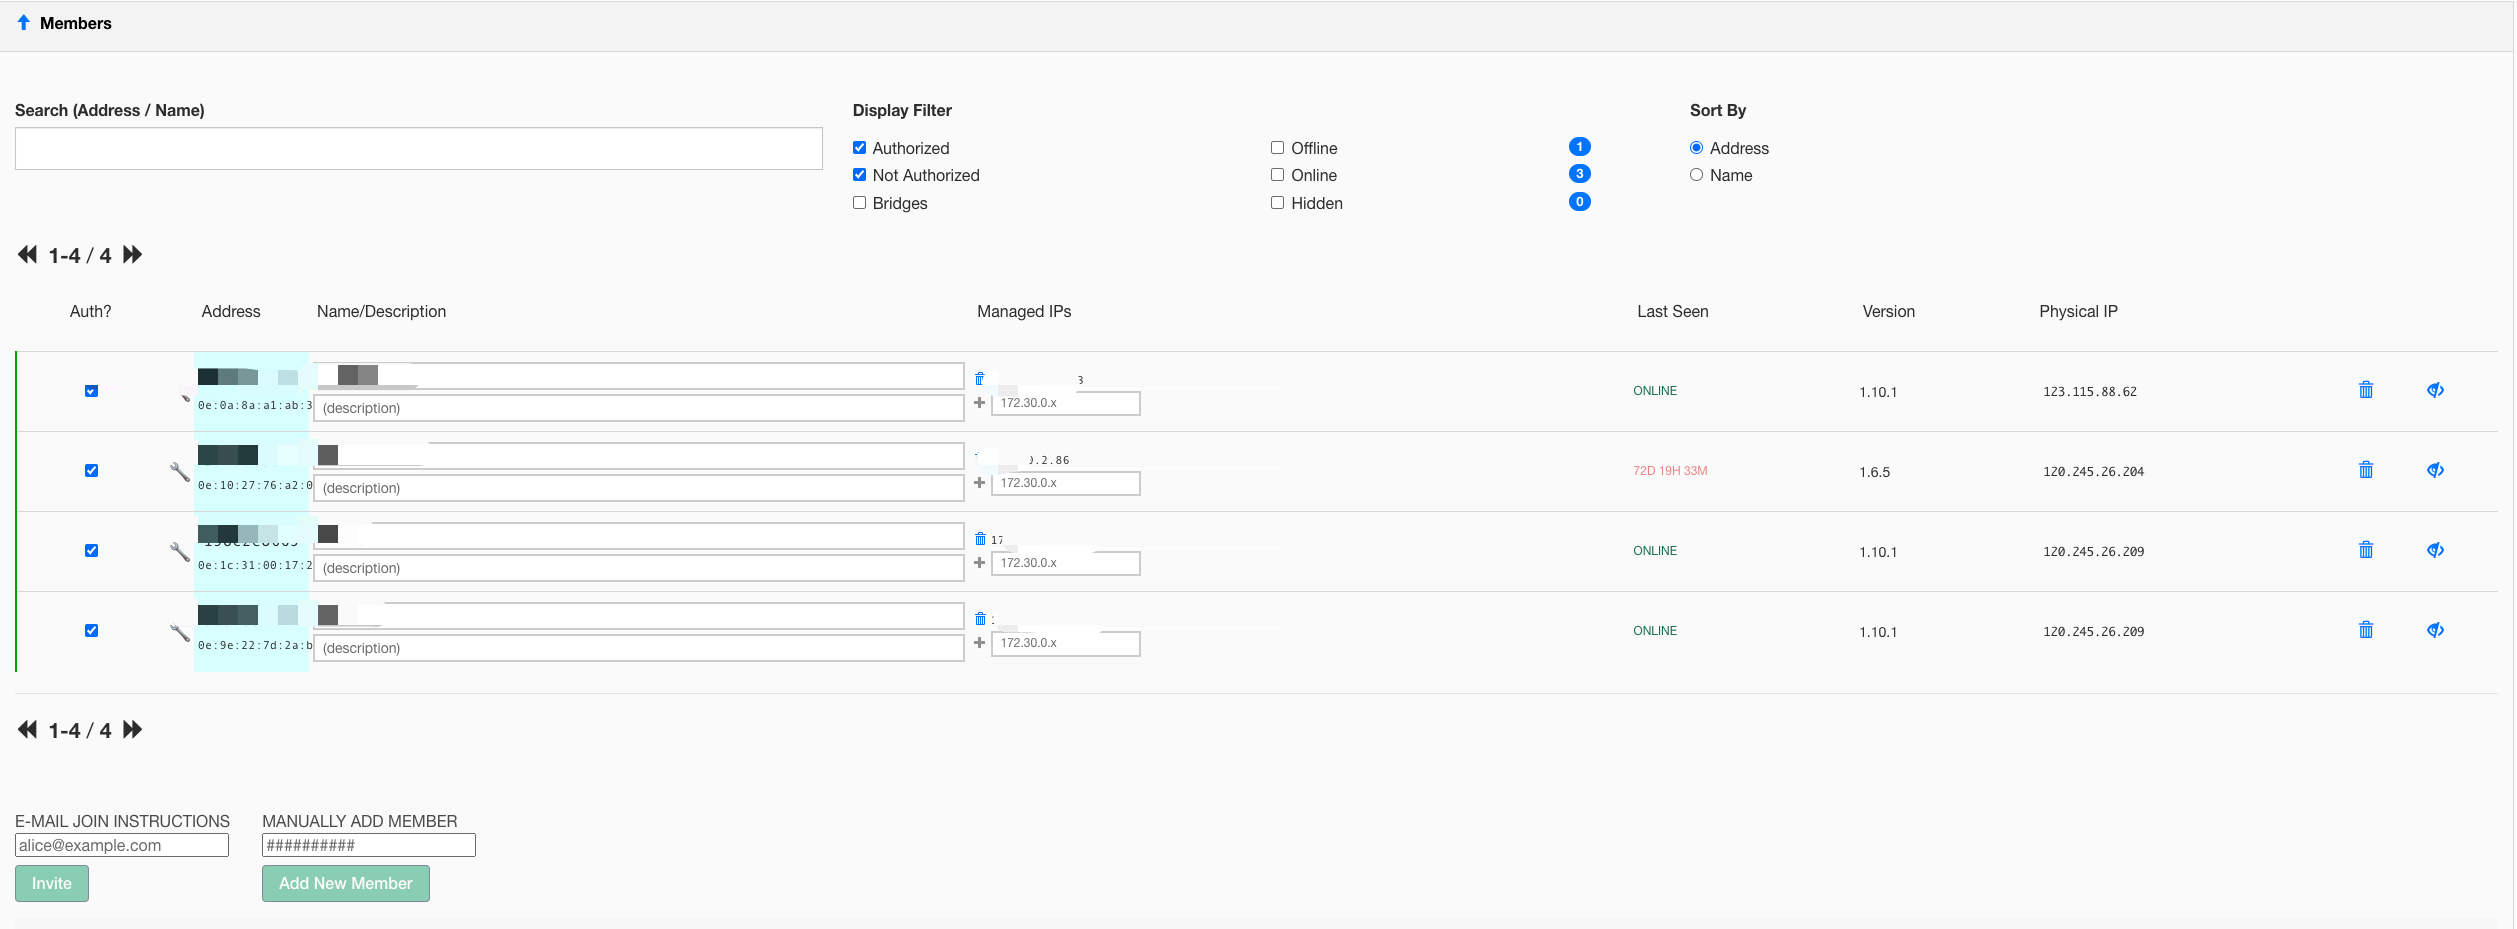 Members
Search (Address / Name)
Display Filter
Sort By
Authorized
Offline
1
Address
Not Authorized
Online
3
Name
Bridges
Hidden
0
1-4 / 4
Auth?
Address
Name/Description
Managed IPs
Last Seen
Version
Physical IP
3
0e:0a:8a:a1:ab:3
(description)
172.30.0.x
ONLINE
1.10.1
123.115.88.62
.2.86
0e:10:27:76:a2:0
(description)
172.30.0.x
72D 19H 33M
1.6.5
120.245.26.204
17
0e:1c:31:00:17:2
(description)
172.30.0.x
ONLINE
1.10.1
120.245.26.209
0e:9e:22:7d:2a:b
(description)
172.30.0.x
ONLINE
1.10.1
120.245.26.209
1-4 / 4
E-MAIL JOIN INSTRUCTIONS
MANUALLY ADD MEMBER
alice@example.com
##########
Invite
Add New Member